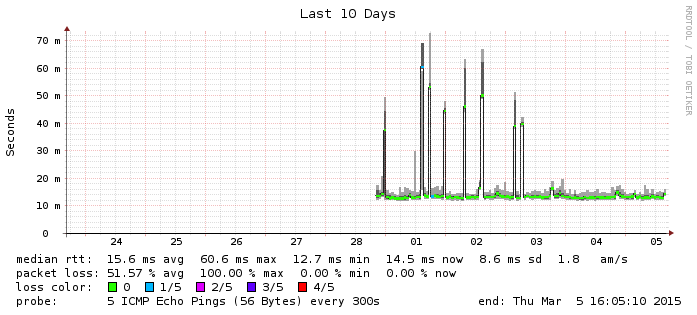 Last 10 Days
RRDTOOL / TOBI OETIKER
Seconds
70 m
60 m
50 m
40 m
30 m
20 m
10 m
0
24 25 26 27 28 01 02 03 04 05
median rtt: 15.6 ms avg 60.6 ms max 12.7 ms min 14.5 ms now 8.6 ms sd 1.8 am/s
packet loss: 51.57 % avg 100.00 % max 0.00 % min 0.00 % now
loss color: 0 1/5 2/5 3/5 4/5
probe: 5 ICMP Echo Pings (56 Bytes) every 300s end: Thu Mar 5 16:05:10 2015